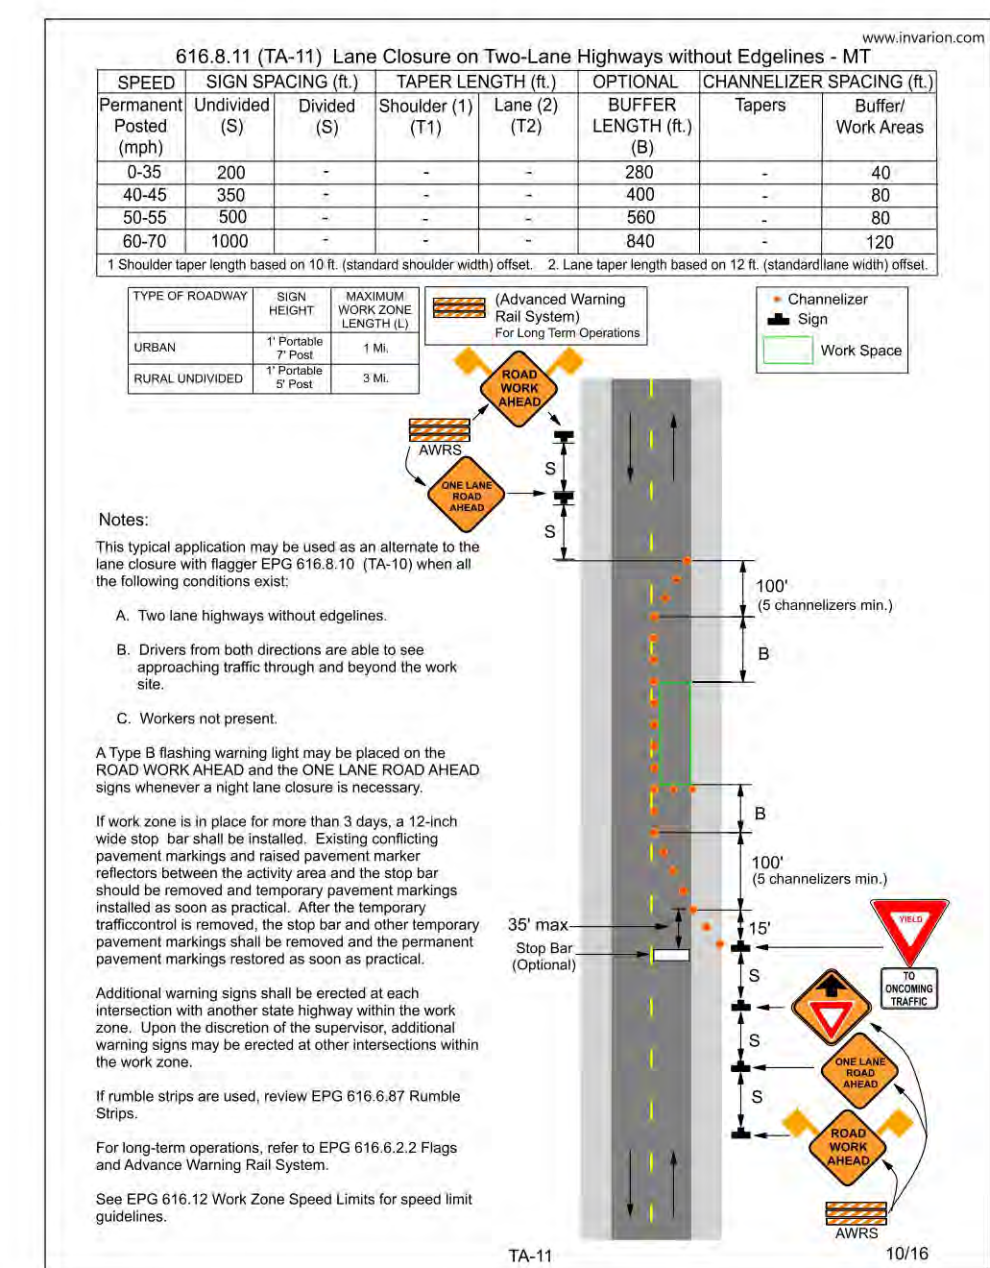 www.invarion.com
616.8.11 (TA-11) Lane Closure on Two-Lane Highways without Edgelines - MT
SPEED SIGN SPACING (ft.) TAPER LENGTH (ft.) OPTIONAL CHANNELIZER SPACING (ft.)
Permanent Undivided Divided Shoulder (1) Lane (2) BUFFER Tapers Buffer/
Posted (S) (S) (T1) (T2) LENGTH (ft.) Work Areas
(mph) (B)
0-35 200 - - - 280 - 40
40-45 350 - - - 400 - 80
50-55 500 - - - 560 - 80
60-70 1000 - - - 840 - 120
1 Shoulder taper length based on 10 ft. (standard shoulder width) offset. 2. Lane taper length based on 12 ft. (standard lane width) offset.
TYPE OF ROADWAY SIGN MAXIMUM
HEIGHT WORK ZONE
LENGTH (L)
URBAN 1' Portable 1 Mi.
7' Post
RURAL UNDIVIDED 1' Portable 3 Mi.
5' Post
(Advanced Warning
Rail System)
For Long Term Operations
Channelizer
Sign
Work Space
ROAD
WORK
AHEAD
AWRS
ONE LANE
ROAD
AHEAD
S
S
Notes:
This typical application may be used as an alternate to the
lane closure with flagger EPG 616.8.10 (TA-10) when all
the following conditions exist:
A. Two lane highways without edgelines.
B. Drivers from both directions are able to see
approaching traffic through and beyond the work
site.
C. Workers not present.
A Type B flashing warning light may be placed on the
ROAD WORK AHEAD and the ONE LANE ROAD AHEAD
signs whenever a night lane closure is necessary.
If work zone is in place for more than 3 days, a 12-inch
wide stop bar shall be installed. Existing conflicting
pavement markings and raised pavement marker
reflectors between the activity area and the stop bar
should be removed and temporary pavement markings
installed as soon as practical. After the temporary
trafficcontrol is removed, the stop bar and other temporary
pavement markings shall be removed and the permanent
pavement markings restored as soon as practical.
Additional warning signs shall be erected at each
intersection with another state highway within the work
zone. Upon the discretion of the supervisor, additional
warning signs may be erected at other intersections within
the work zone.
If rumble strips are used, review EPG 616.6.87 Rumble
Strips.
For long-term operations, refer to EPG 616.6.2.2 Flags
and Advance Warning Rail System.
See EPG 616.12 Work Zone Speed Limits for speed limit
guidelines.
100'
(5 channelizers min.)
B
B
100'
(5 channelizers min.)
35' max
15'
Stop Bar
(Optional)
YIELD
TO
ONCOMING
TRAFFIC
S
S
ONE LANE
ROAD
AHEAD
S
ROAD
WORK
AHEAD
AWRS
TA-11
10/16